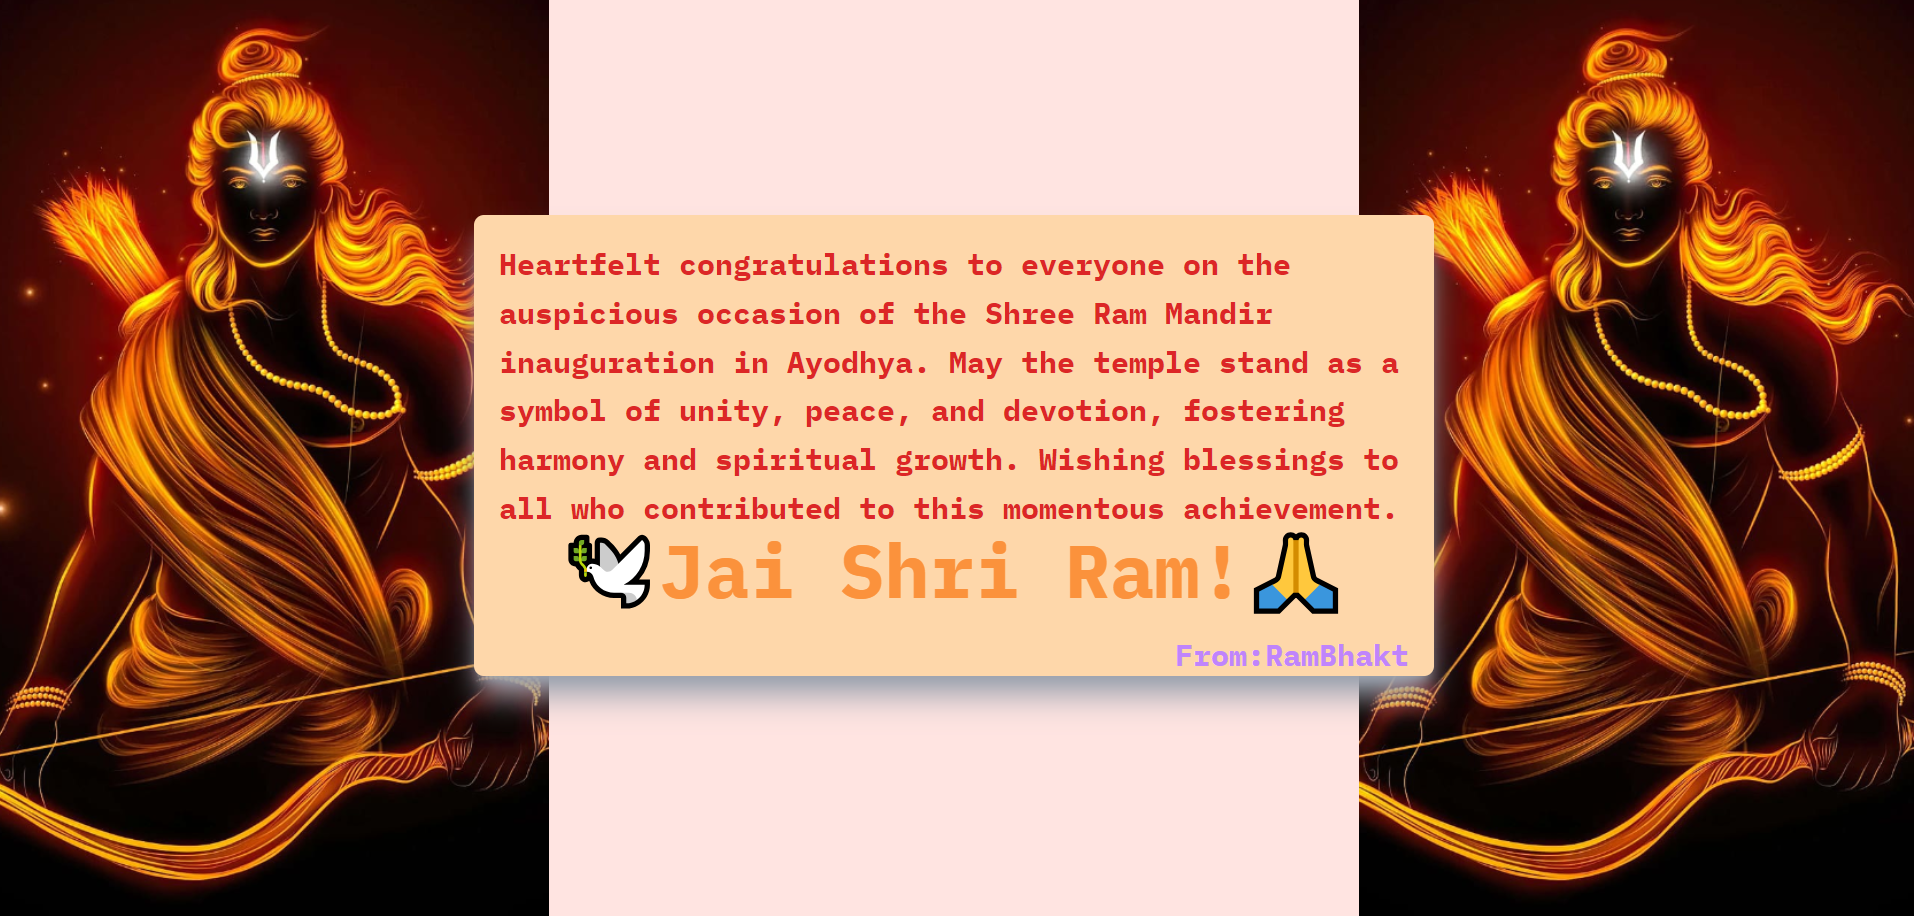 Heartfelt congratulations to everyone on the
auspicious occasion of the Shree Ram Mandir
inauguration in Ayodhya. May the temple stand as a
symbol of unity, peace, and devotion, fostering
harmony and spiritual growth. Wishing blessings to
all who contributed to this momentous achievement.
🕊️Jai Shri Ram!🙏
From:RamBhakt